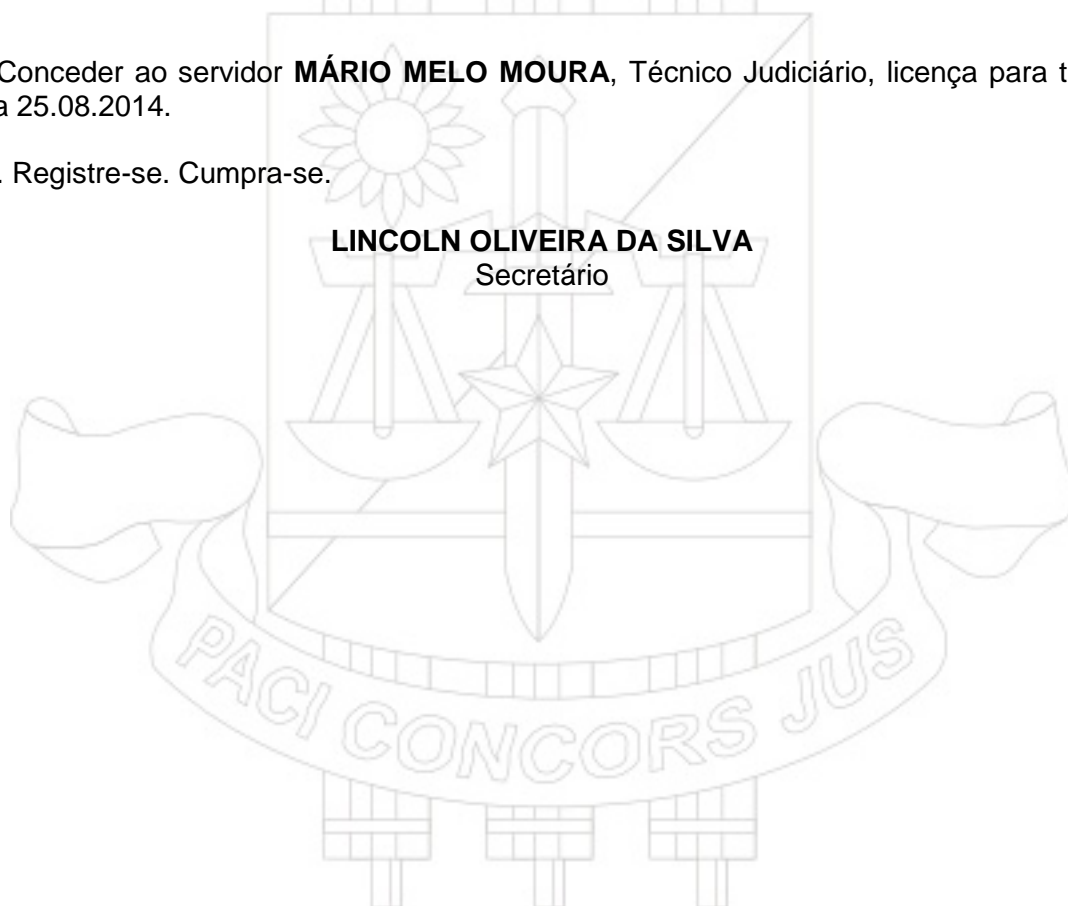 Conceder ao servidor MÁRIO MELO MOURA, Técnico Judiciário, licença para t
a 25.08.2014.
. Registre-se. Cumpra-se.
LINCOLN OLIVEIRA DA SILVA
Secretário
PACI CONCORS JUS